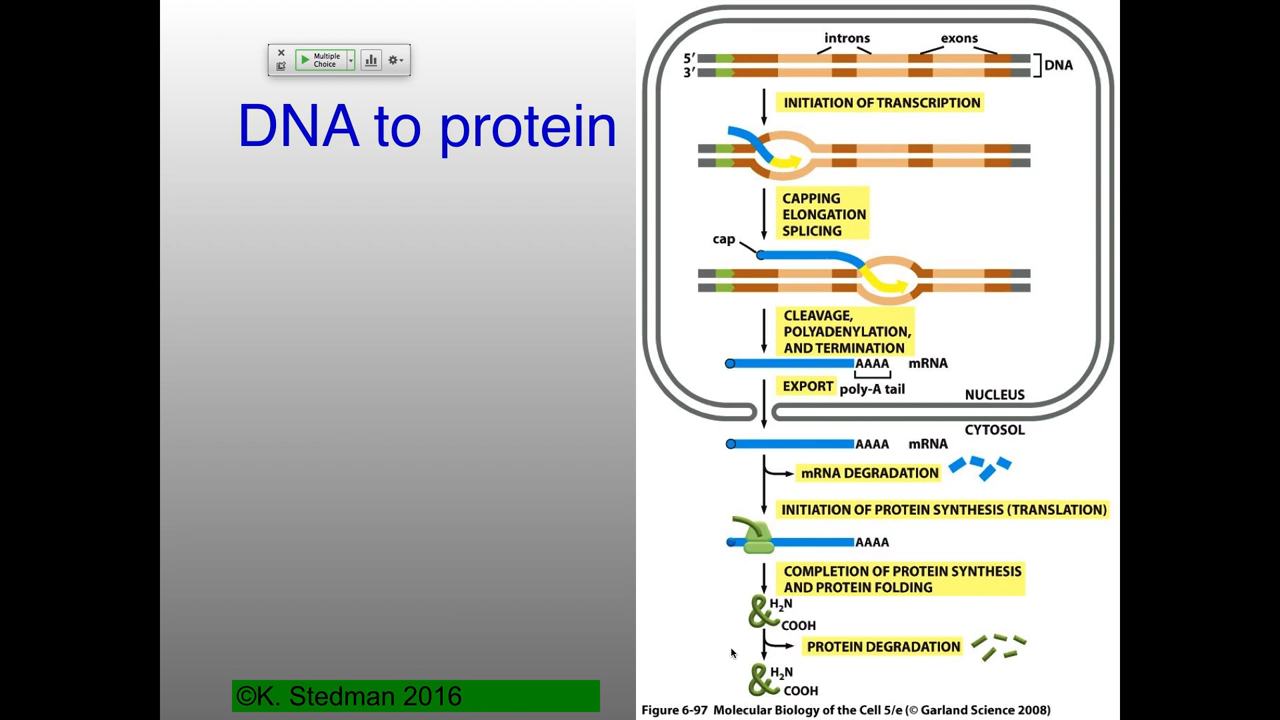 Multiple
Choice
DNA to protein
©K. Stedman 2016
introns exons
5′
3′
DNA
INITIATION OF TRANSCRIPTION
CAPPING
ELONGATION
SPLICING
cap
CLEAVAGE,
POLYADENYLATION,
AND TERMINATION
AAAA mRNA
EXPORT poly-A tail
NUCLEUS
CYTOSOL
AAAA mRNA
mRNA DEGRADATION
INITIATION OF PROTEIN SYNTHESIS (TRANSLATION)
AAAA
COMPLETION OF PROTEIN SYNTHESIS
AND PROTEIN FOLDING
H₂N
COOH
PROTEIN DEGRADATION
H₂N
COOH
Figure 6-97 Molecular Biology of the Cell 5/e (© Garland Science 2008)